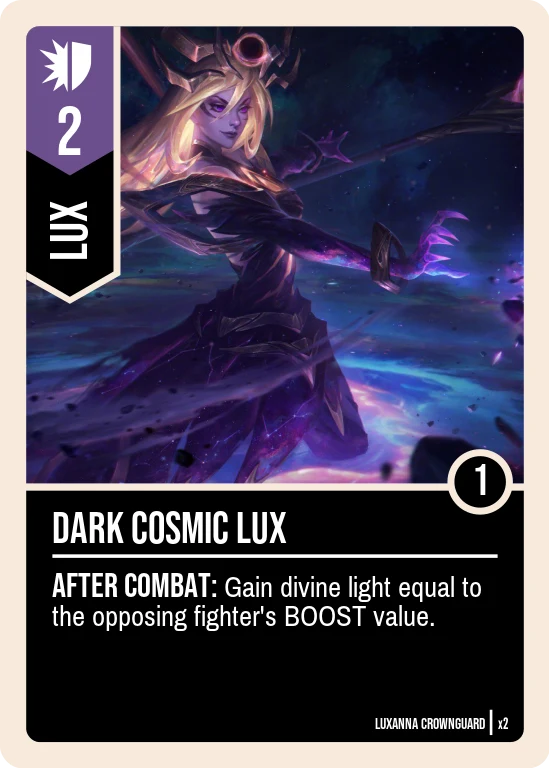 2
LUX
1
DARK COSMIC LUX
AFTER COMBAT: Gain divine light equal to
the opposing fighter's BOOST value.
LUXANNA CROWNGUARD x2